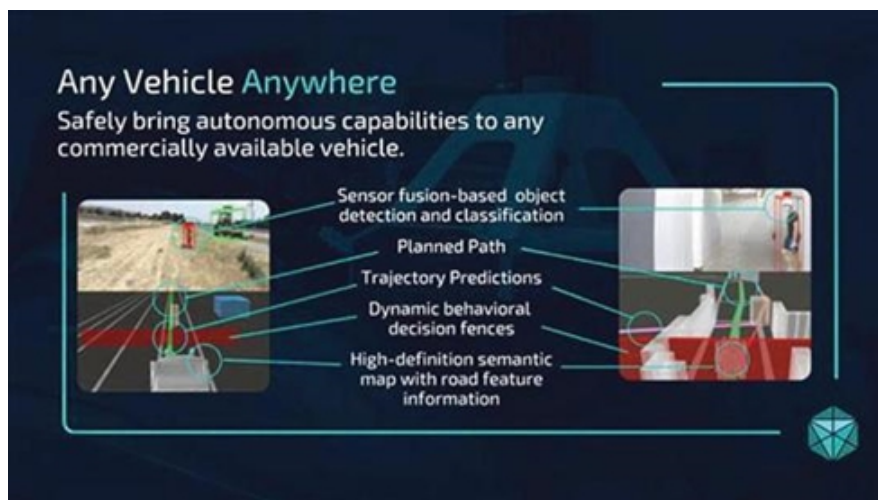 Any Vehicle Anywhere
Safely bring autonomous capabilities to any
commercially available vehicle.
Sensor fusion-based object
detection and classification
Planned Path
Trajectory Predictions
Dynamic behavioral
decision fences
High-definition semantic
map with road feature
information